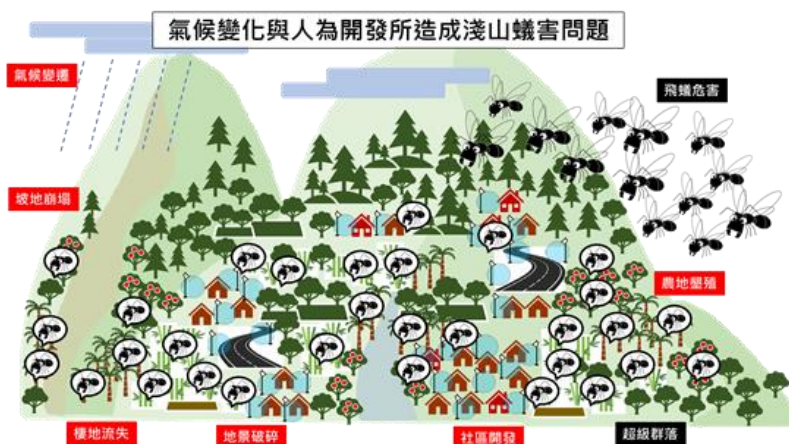 氣候變化與人為開發所造成淺山蟻害問題
氣候變遷
飛蟻危害
坡地崩塌
農地墾殖
棲地流失
地景破碎
社區開發
超級群落